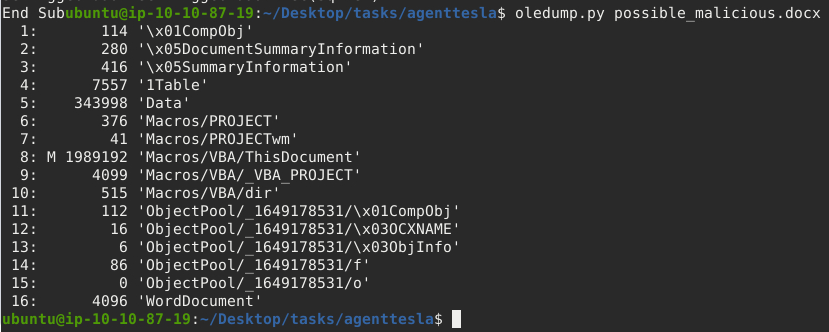 End Sububuntu@ip-10-10-87-19:~/Desktop/tasks/agenttesla$ oledump.py possible_malicious.docx
  1:       114 '\x01CompObj'
  2:       280 '\x05DocumentSummaryInformation'
  3:       416 '\x05SummaryInformation'
  4:      7557 '1Table'
  5:    343998 'Data'
  6:       376 'Macros/PROJECT'
  7:        41 'Macros/PROJECTwm'
  8: M 1989192 'Macros/VBA/ThisDocument'
  9:      4099 'Macros/VBA/_VBA_PROJECT'
 10:       515 'Macros/VBA/dir'
 11:       112 'ObjectPool/_1649178531/\x01CompObj'
 12:        16 'ObjectPool/_1649178531/\x03OCXNAME'
 13:         6 'ObjectPool/_1649178531/\x03ObjInfo'
 14:        86 'ObjectPool/_1649178531/f'
 15:         0 'ObjectPool/_1649178531/o'
 16:      4096 'WordDocument'
ubuntu@ip-10-10-87-19:~/Desktop/tasks/agenttesla$